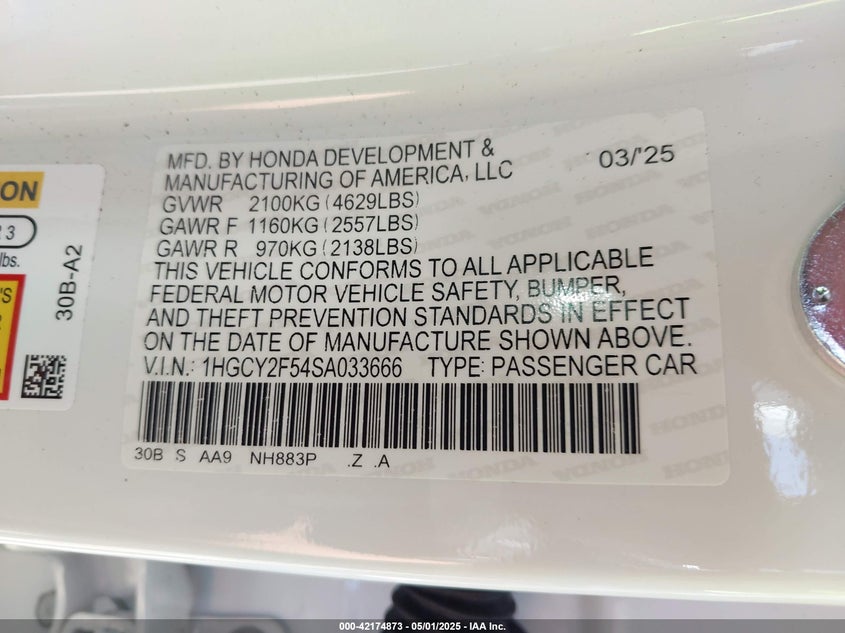 MFD. BY HONDA DEVELOPMENT &
MANUFACTURING OF AMERICA, LLC
03/'25
GVWR 2100KG (4629LBS)
GAWR F 1160KG (2557LBS)
GAWR R 970KG (2138LBS)
THIS VEHICLE CONFORMS TO ALL APPLICABLE
FEDERAL MOTOR VEHICLE SAFETY, BUMPER,
AND THEFT PREVENTION STANDARDS IN EFFECT
ON THE DATE OF MANUFACTURE SHOWN ABOVE.
V.I.N.: 1HGCY2F54SA033666 TYPE: PASSENGER CAR
30B S AA9 NH883P .Z .A
ON
3
lbs.
'S
30B-A2
000-42174873 - 05/01/2025 - IAA Inc.